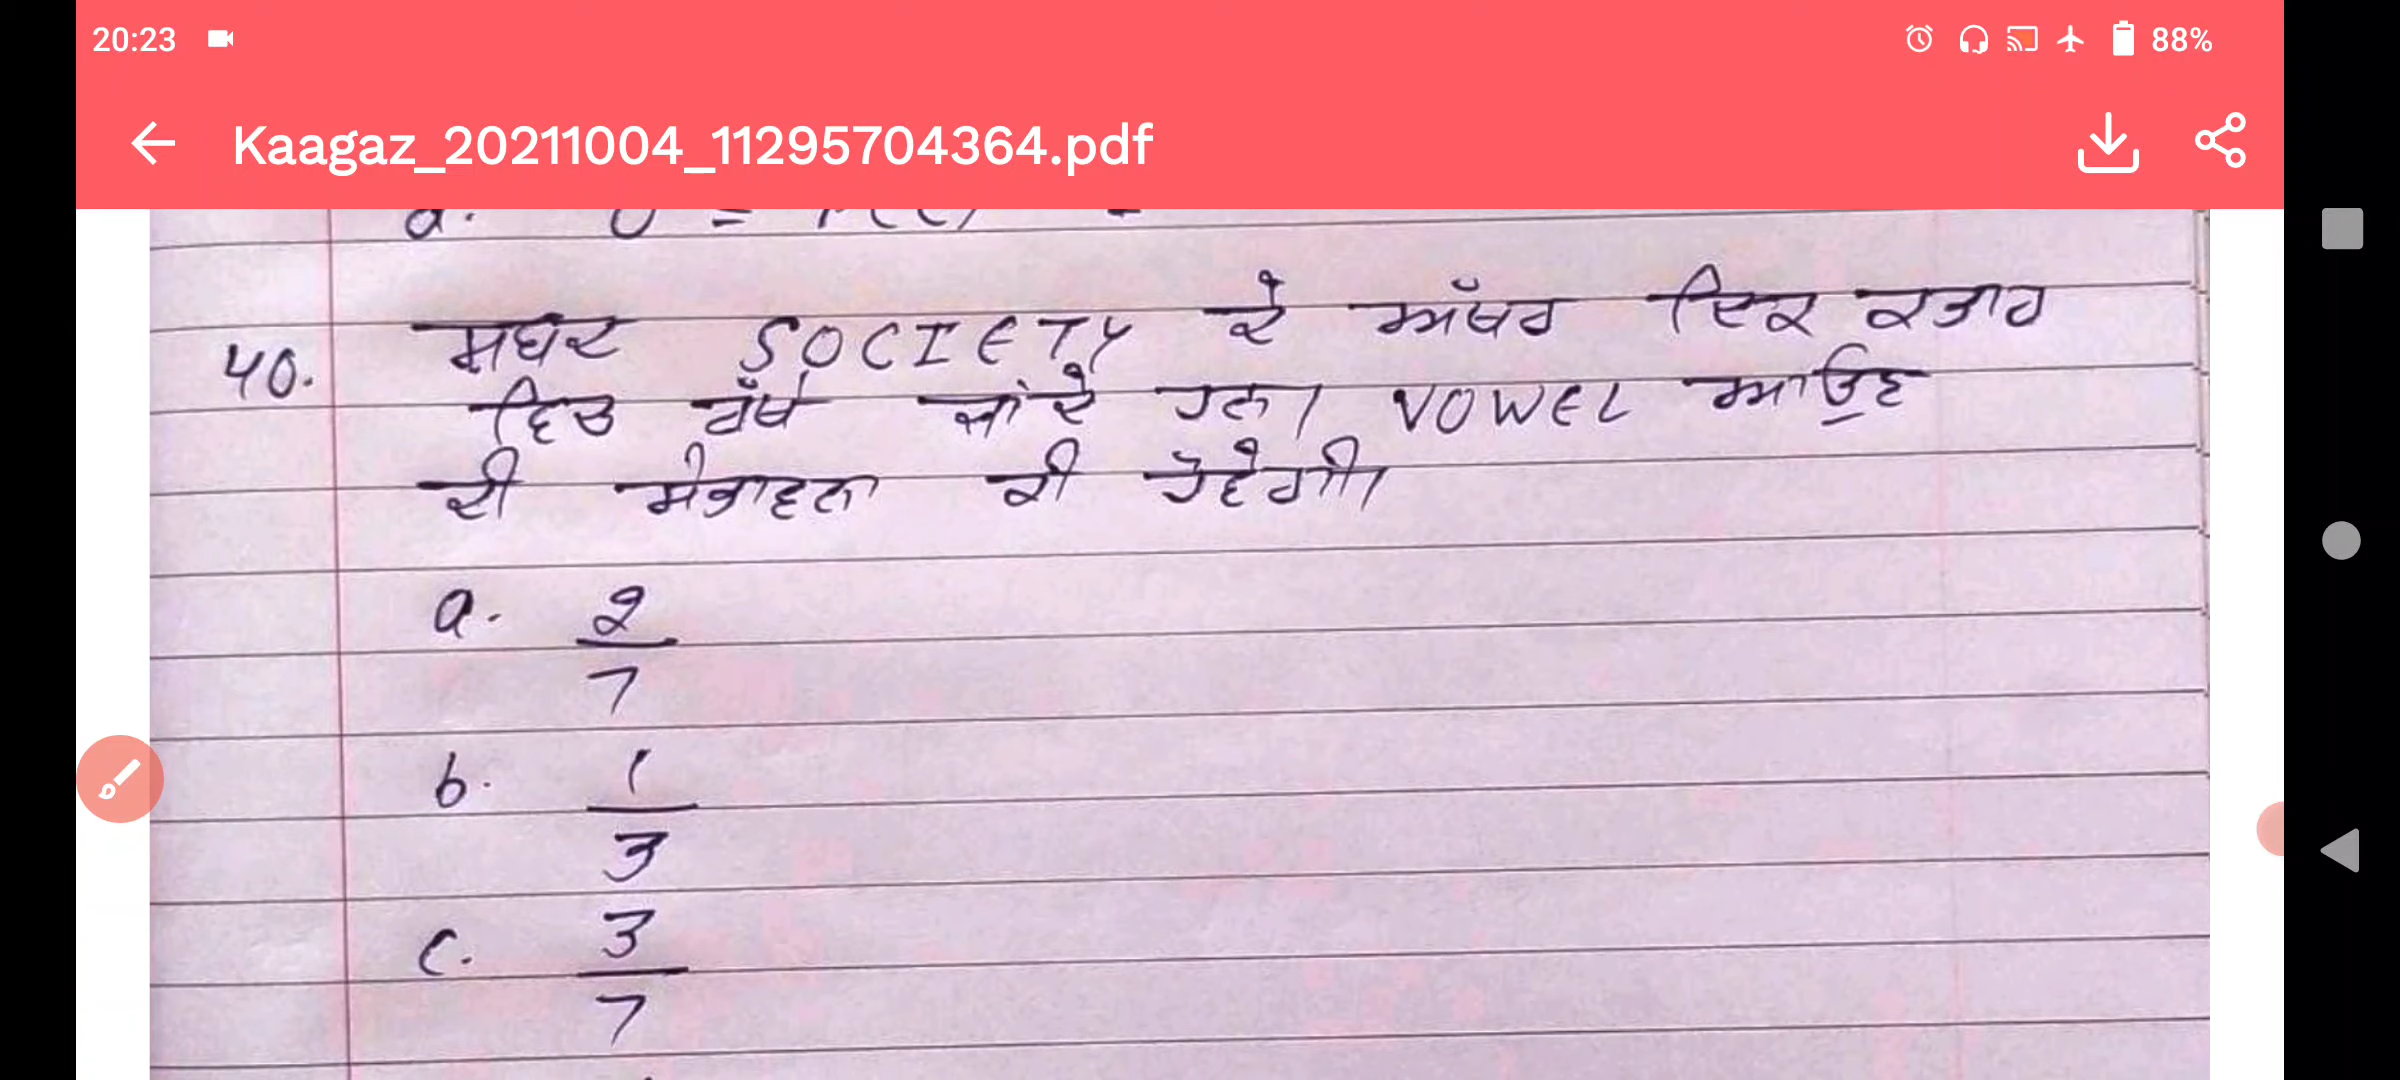 20:23 88%
Kaagaz_20211004_11295704364.pdf
40. ਸ਼ਬਦ SOCIETY ਦੇ ਅੱਖਰ ਇਕ ਕਤਾਰ
ਵਿਚ ਰੱਖੇ ਜਾਂਦੇ ਹਨ। VOWEL ਆਉਣ
ਦੀ ਸੰਭਾਵਨਾ ਕੀ ਹੋਵੇਗੀ।
a. 2
7
b. 1
3
c. 3
7